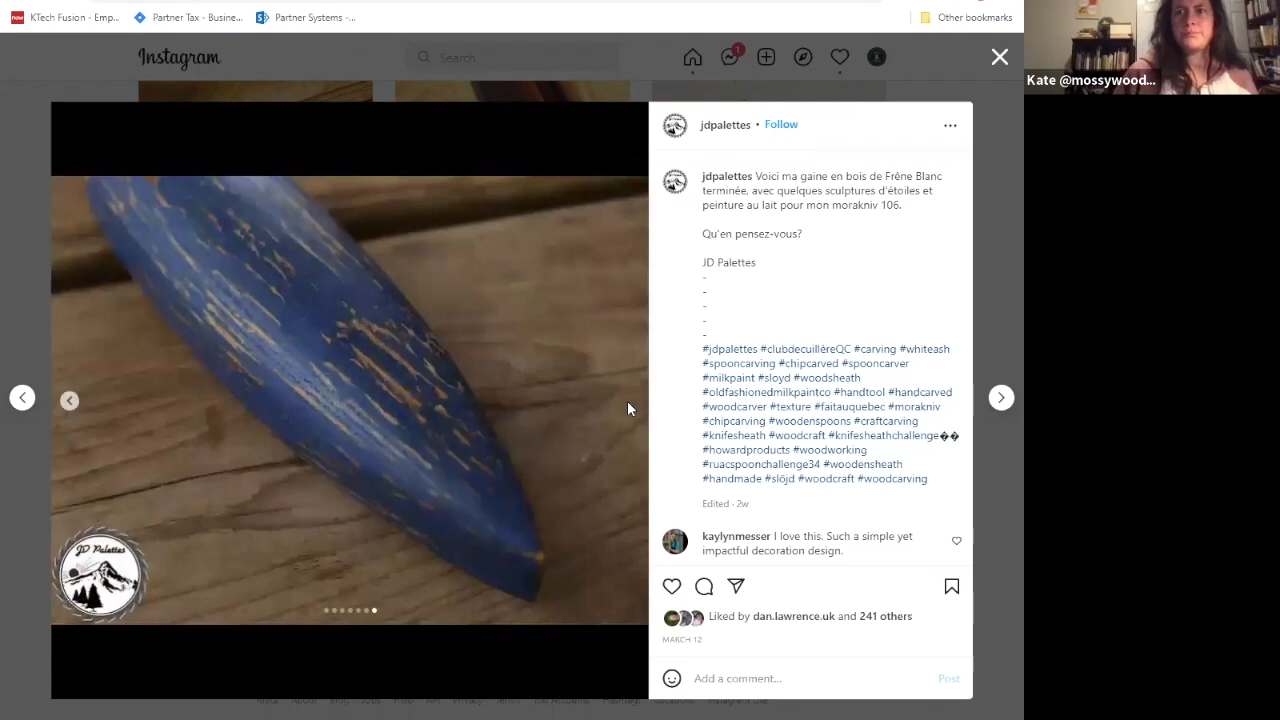 KTech Fusion - Emp...
Partner Tax - Busine...
Partner Systems -...
Other bookmarks
Instagram
Search
1
Kate @mossywood...
jdpalettes • Follow
jdpalettes Voici ma gaine en bois de Frêne Blanc
terminée, avec quelques sculptures d'étoiles et
peinture au lait pour mon morakniv 106.
Qu'en pensez-vous?
JD Palettes
-
-
-
-
-
#jdpalettes #clubdecuillèreQC #carving #whiteash
#spooncarving #chipcarved #spooncarver
#milkpaint #sloyd #woodsheath
#oldfashionedmilkpaintco #handtool #handcarved
#woodcarver #texture #faitauquebec #morakniv
#chipcarving #woodenspoons #craftcarving
#knifesheath #woodcraft #knifesheathchallenge��
#howardproducts #woodworking
#ruacspoonchallenge34 #woodensheath
#handmade #slöjd #woodcraft #woodcarving
Edited · 2w
kaylynmesser I love this. Such a simple yet
impactful decoration design.
JD Palettes
Liked by dan.lawrence.uk and 241 others
MARCH 12
Add a comment...
Post